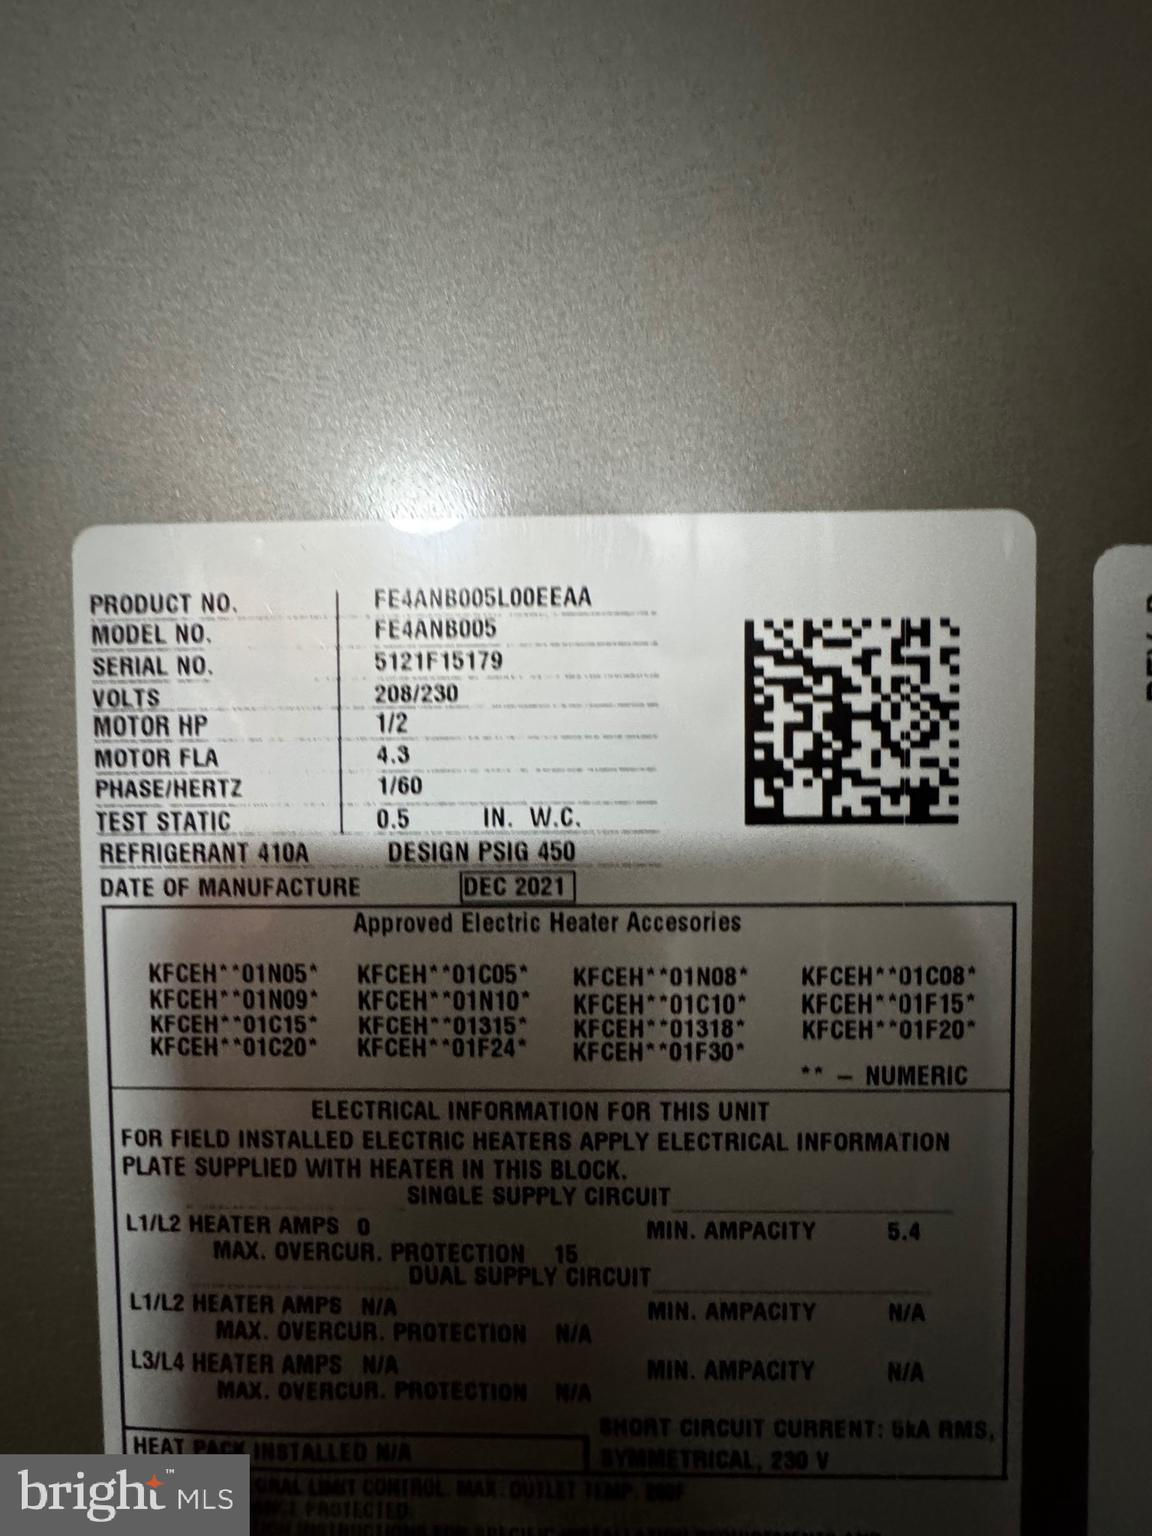 PRODUCT NO. FE4ANB005L00EEAA
MODEL NO. FE4ANB005
SERIAL NO. 5121F15179
VOLTS 208/230
MOTOR HP 1/2
MOTOR FLA 4.3
PHASE/HERTZ 1/60
TEST STATIC 0.5 IN. W.C.
REFRIGERANT 410A DESIGN PSIG 450
DATE OF MANUFACTURE DEC 2021
Approved Electric Heater Accesories
KFCEH**01N05* KFCEH**01C05* KFCEH**01N08* KFCEH**01C08*
KFCEH**01N09* KFCEH**01N10* KFCEH**01C10* KFCEH**01F15*
KFCEH**01C15* KFCEH**01315* KFCEH**01318* KFCEH**01F20*
KFCEH**01C20* KFCEH**01F24* KFCEH**01F30*
** – NUMERIC
ELECTRICAL INFORMATION FOR THIS UNIT
FOR FIELD INSTALLED ELECTRIC HEATERS APPLY ELECTRICAL INFORMATION
PLATE SUPPLIED WITH HEATER IN THIS BLOCK.
SINGLE SUPPLY CIRCUIT
L1/L2 HEATER AMPS 0 MIN. AMPACITY 5.4
MAX. OVERCUR. PROTECTION 15
DUAL SUPPLY CIRCUIT
L1/L2 HEATER AMPS N/A MIN. AMPACITY N/A
MAX. OVERCUR. PROTECTION N/A
L3/L4 HEATER AMPS N/A MIN. AMPACITY N/A
MAX. OVERCUR. PROTECTION N/A
SHORT CIRCUIT CURRENT: 5kA RMS,
SYMMETRICAL, 230 V
HEAT PACK INSTALLED N/A
LIMIT CONTROL. MAX. OUTLET TEMP.
PROTECTED.
bright™ MLS